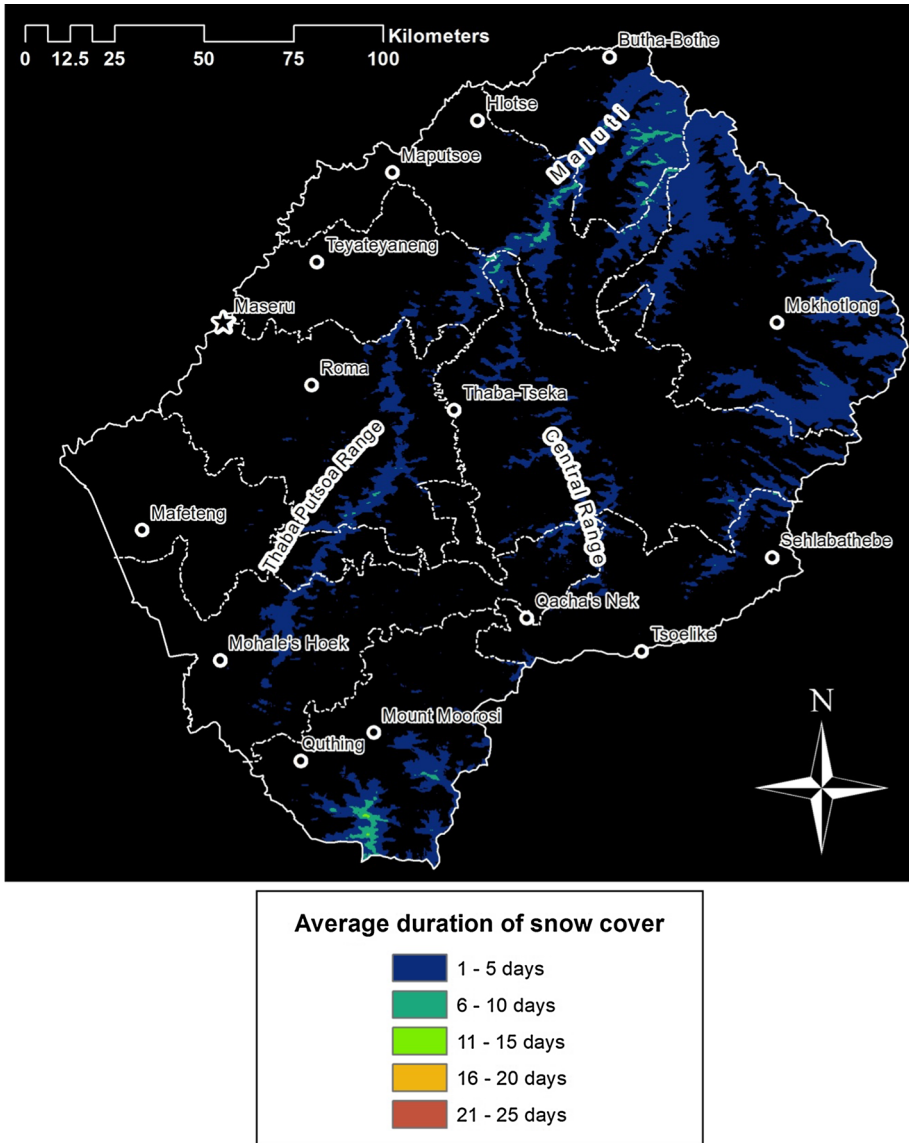 Kilometers
0 12.5 25 50 75 100
Butha-Bothe
Hlotse
Maluti
Maputsoe
Teyateyaneng
Maseru
Mokhotlong
Roma
Thaba-Tseka
Thaba Putsoa Range
Central Range
Mafeteng
Sehlabathebe
Qacha's Nek
Mohale's Hoek
Tsoelike
N
Mount Moorosi
Quthing
Average duration of snow cover
1 - 5 days
6 - 10 days
11 - 15 days
16 - 20 days
21 - 25 days